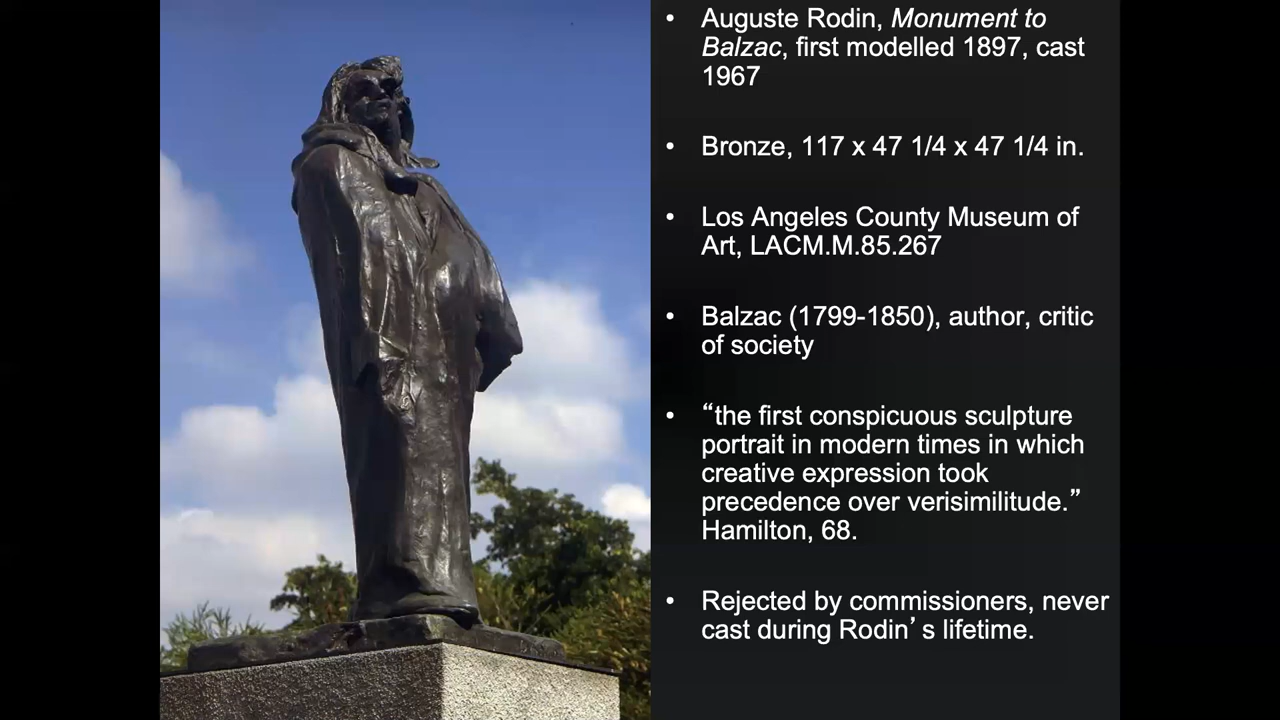 • Auguste Rodin, Monument to
Balzac, first modelled 1897, cast
1967
• Bronze, 117 x 47 1/4 x 47 1/4 in.
• Los Angeles County Museum of
Art, LACM.M.85.267
• Balzac (1799-1850), author, critic
of society
• “the first conspicuous sculpture
portrait in modern times in which
creative expression took
precedence over verisimilitude.”
Hamilton, 68.
• Rejected by commissioners, never
cast during Rodin’s lifetime.